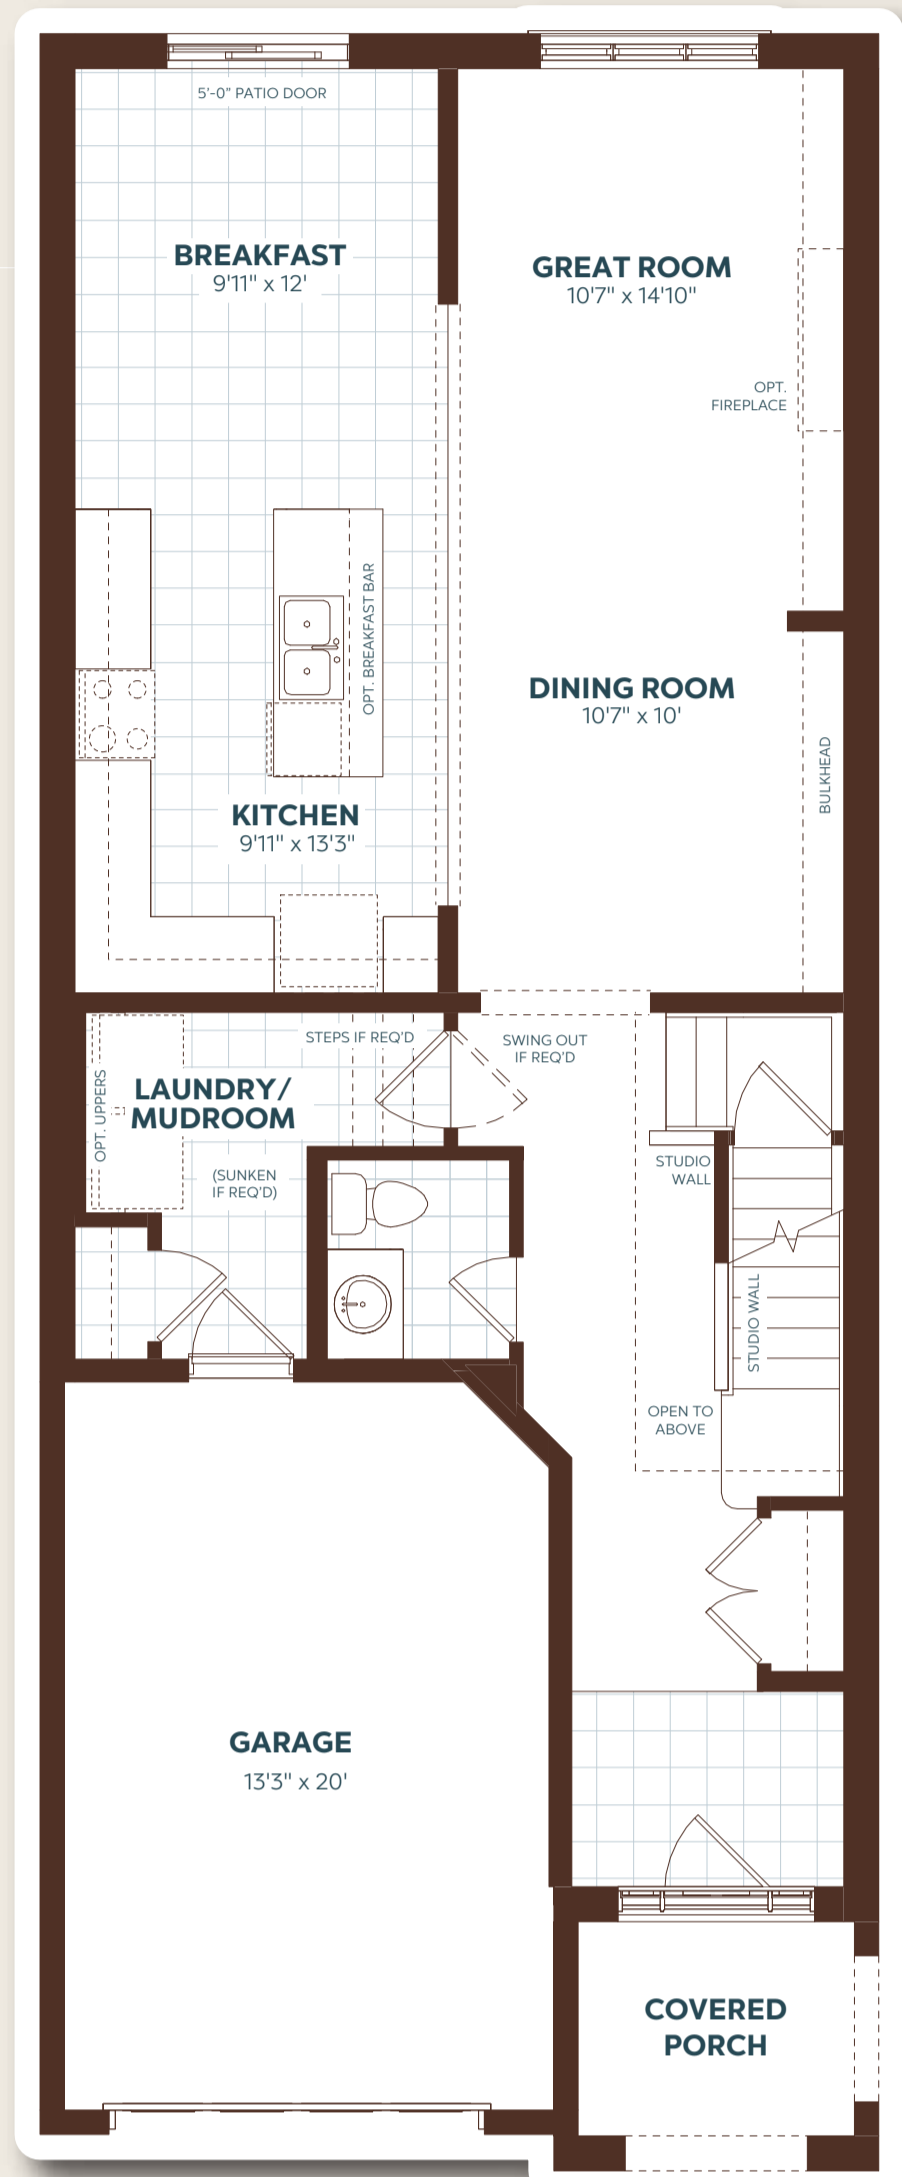 5'-0" PATIO DOOR
BREAKFAST
9'11" x 12'
GREAT ROOM
10'7" x 14'10"
OPT.
FIREPLACE
OPT. BREAKFAST BAR
DINING ROOM
10'7" x 10'
BULKHEAD
KITCHEN
9'11" x 13'3"
STEPS IF REQ'D
SWING OUT
IF REQ'D
OPT. UPPERS
LAUNDRY/
MUDROOM
(SUNKEN
IF REQ'D)
STUDIO
WALL
STUDIO WALL
OPEN TO
ABOVE
GARAGE
13'3" x 20'
COVERED
PORCH